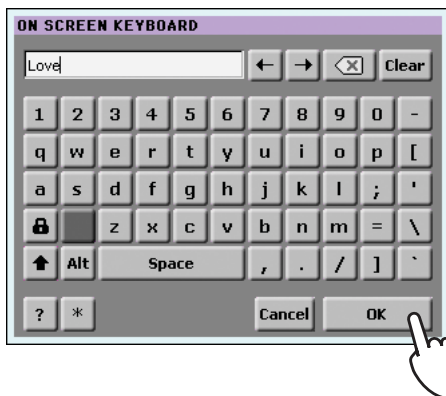 ON SCREEN KEYBOARD
Love
← → ⌫ Clear
1 2 3 4 5 6 7 8 9 0 -
q w e r t y u i o p [
a s d f g h j k l ; '
z x c v b n m = \
Alt Space , . / ] `
? * Cancel OK